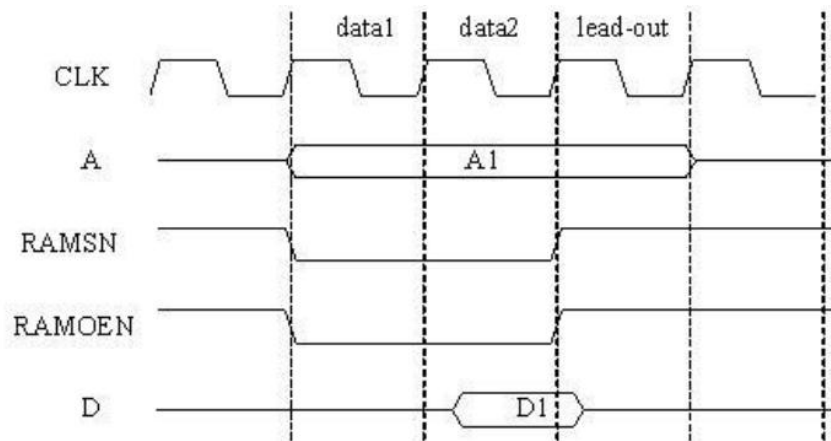 data1 data2 lead-out
CLK
A A1
RAMSN
RAMOEN
D D1